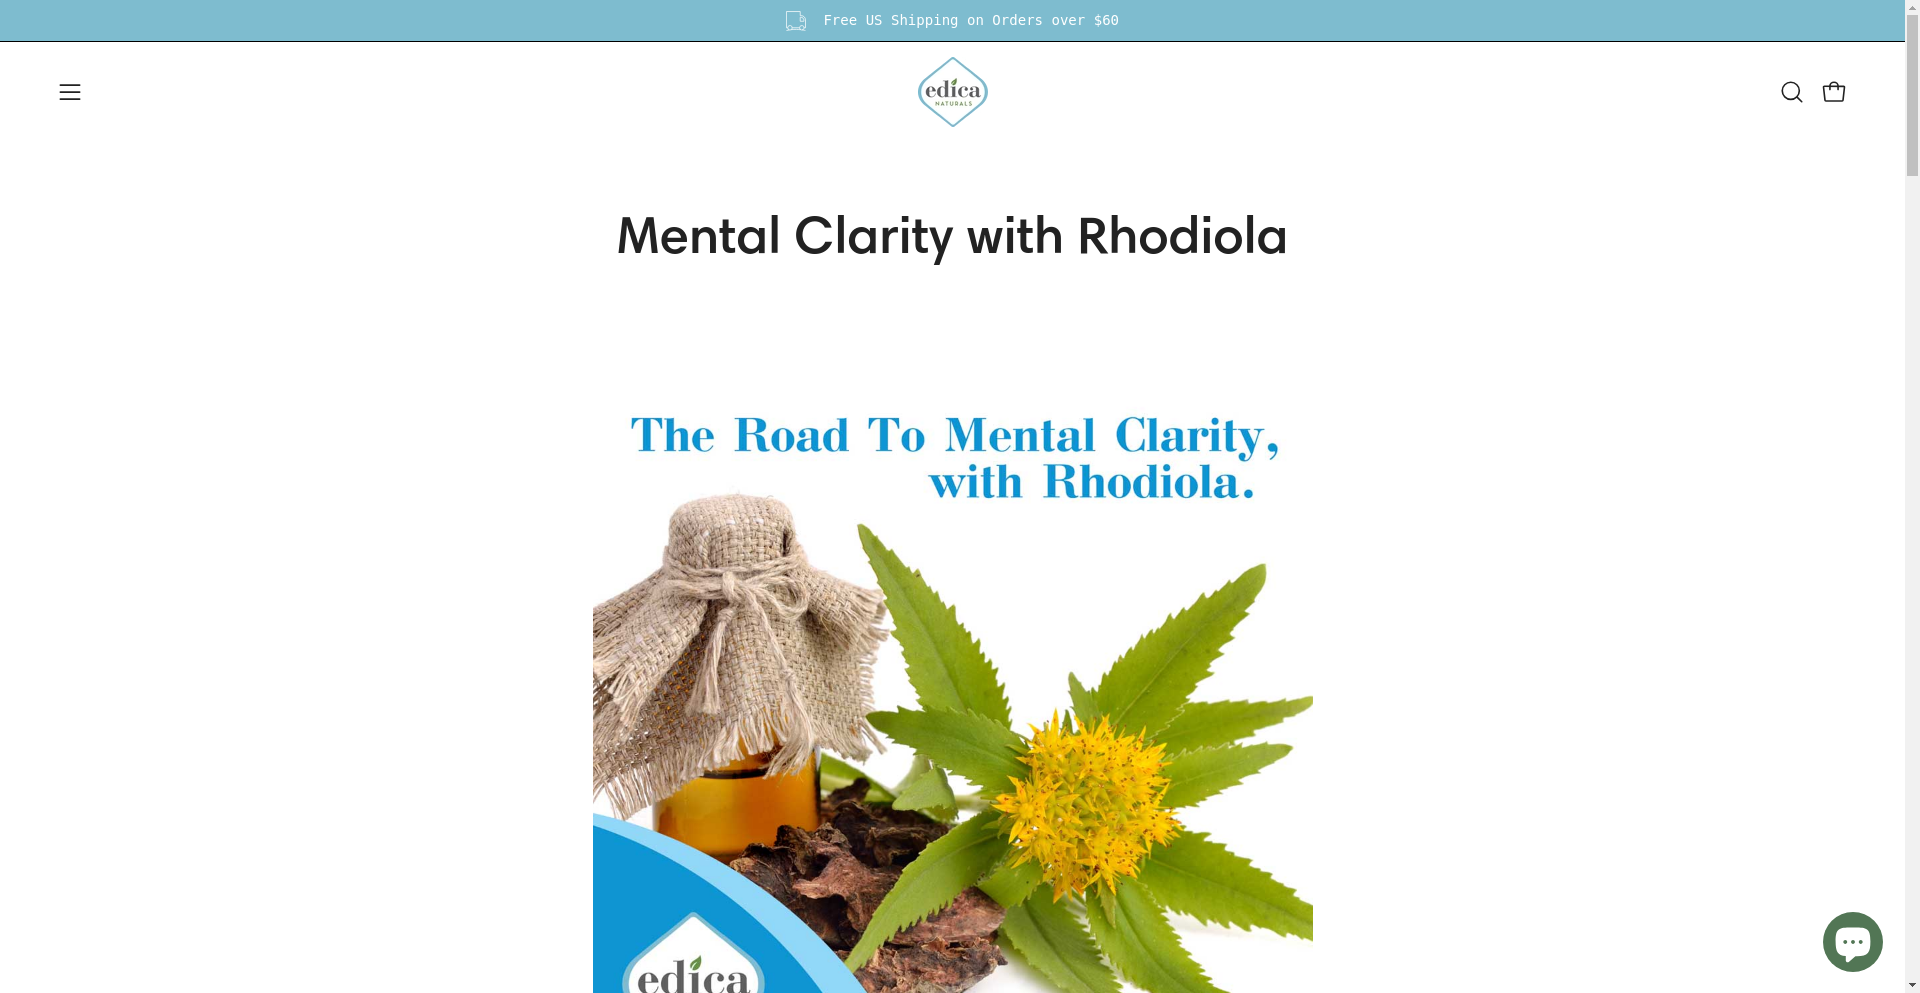 Free US Shipping on Orders over $60
edica
NATURALS
Mental Clarity with Rhodiola
The Road To Mental Clarity,
with Rhodiola.
edica